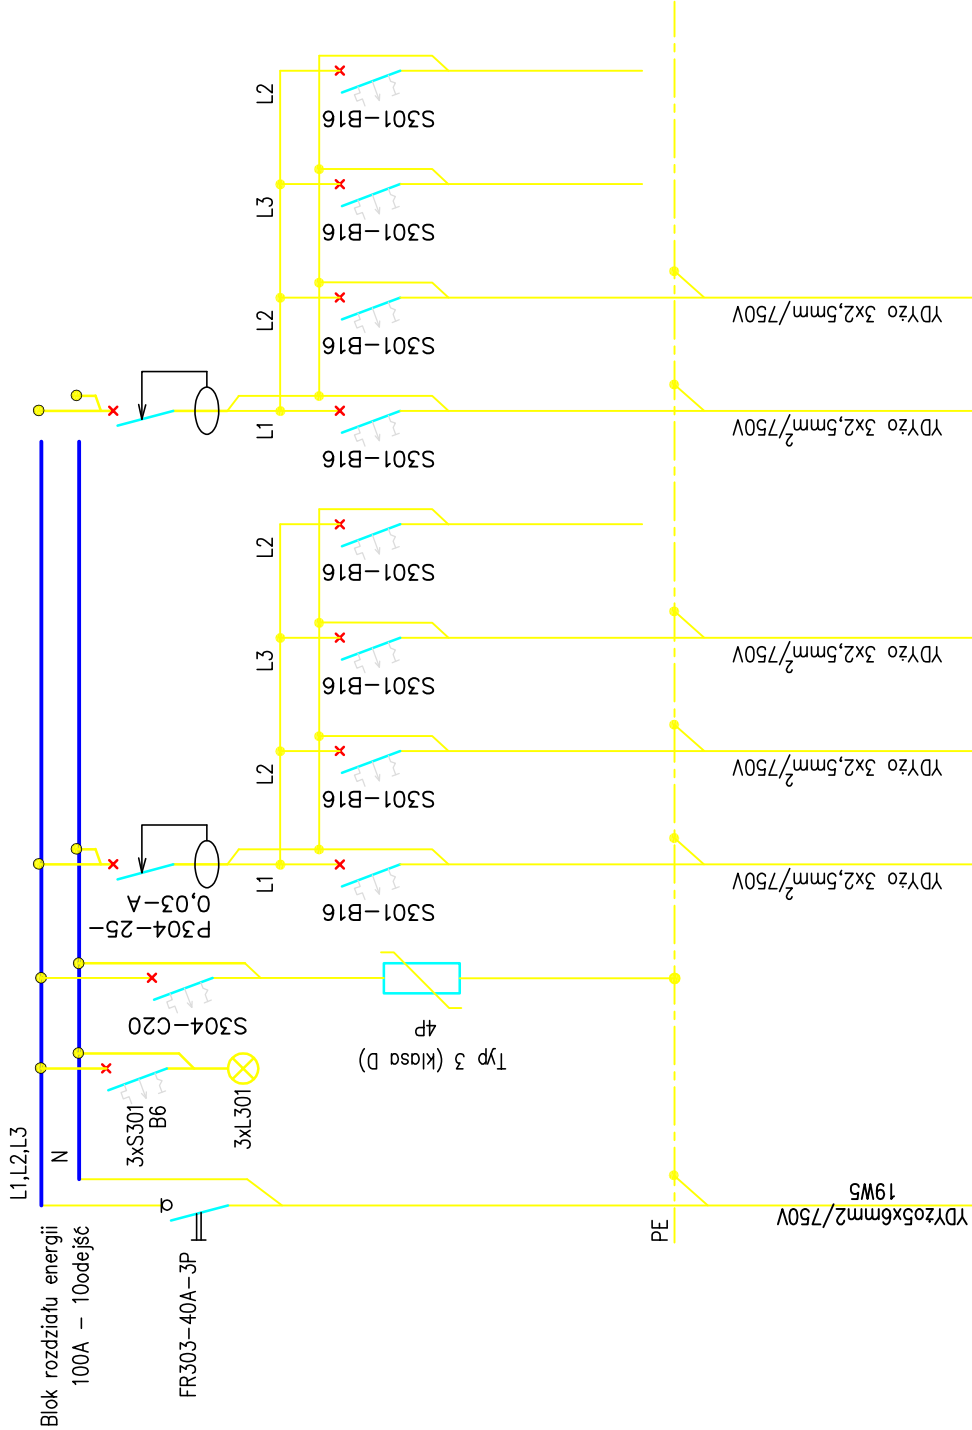 Blok rozdziału energii
100A - 10odejść
L1,L2,L3
N
FR303-40A-3P
PE
YDYżo5x6mm2/750V
19W5
3xS301
B6
3xL301
S304-C20
Typ 3 (klasa D)
4P
P304-25-
0,03-A
L1
S301-B16
YDYżo 3x2,5mm²/750V
L2
S301-B16
YDYżo 3x2,5mm²/750V
L3
S301-B16
YDYżo 3x2,5mm²/750V
L2
S301-B16
L1
S301-B16
YDYżo 3x2,5mm²/750V
L2
S301-B16
YDYżo 3x2,5mm/750V
L3
S301-B16
L2
S301-B16